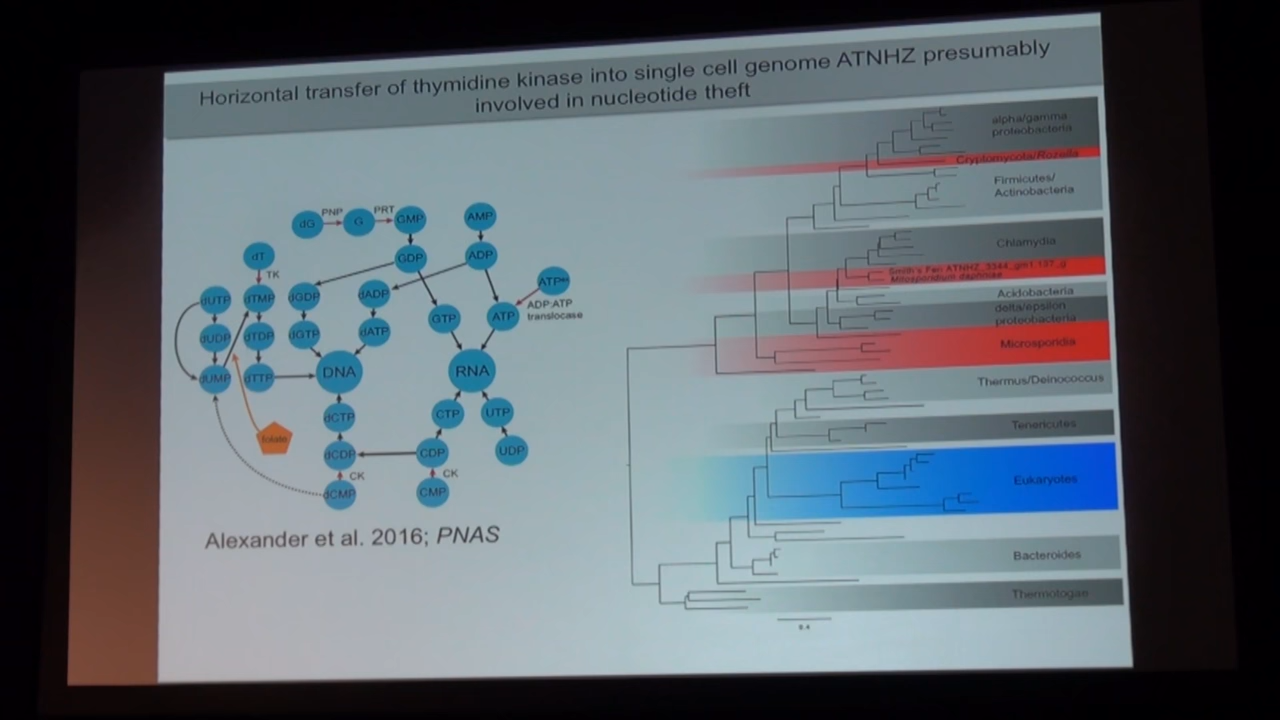 Horizontal transfer of thymidine kinase into single cell genome ATNHZ presumably
involved in nucleotide theft
alpha/gamma
proteobacteria
Cryptomycota/Rozella
Firmicutes/
Actinobacteria
Chlamydia
Mitosporidium daphniae
Acidobacteria
delta/epsilon
proteobacteria
Microsporidia
Thermus/Deinococcus
Tenericutes
Eukaryotes
Bacteroides
Thermotogae
0.4
dG
PNP
G
PRT
GMP
AMP
dT
TK
GDP
ADP
ATP
ADP:ATP
translocase
dUTP
dTMP
dGDP
dADP
GTP
ATP
dUDP
dTDP
dGTP
dATP
dUMP
dTTP
DNA
RNA
dCTP
CTP
UTP
folate
dCDP
CDP
UDP
CK
CK
dCMP
CMP
Alexander et al. 2016; PNAS